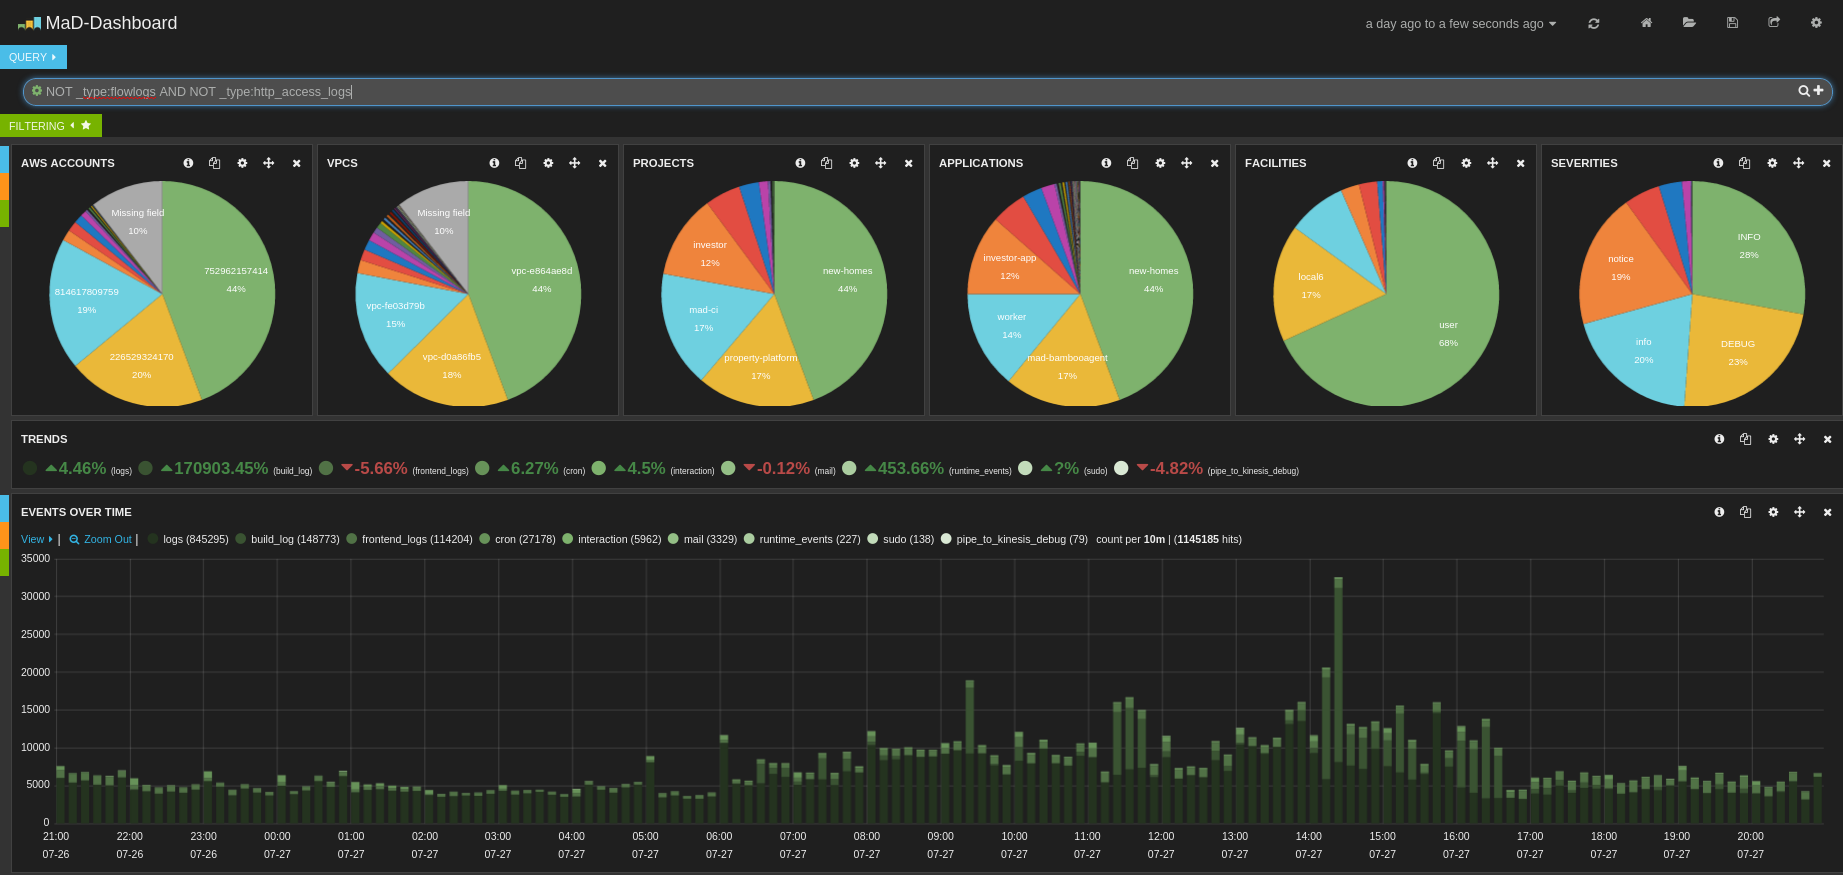 MaD-Dashboard
a day ago to a few seconds ago
QUERY
NOT _type:flowlogs AND NOT _type:http_access_logs
FILTERING
AWS ACCOUNTS
Missing field
10%
752962157414
44%
814617809759
19%
226529324170
20%
VPCS
Missing field
10%
vpc-e864ae8d
44%
vpc-fe03d79b
15%
vpc-d0a86fb5
18%
PROJECTS
investor
12%
new-homes
44%
mad-ci
17%
property-platform
17%
APPLICATIONS
investor-app
12%
new-homes
44%
worker
14%
mad-bambooagent
17%
FACILITIES
local6
17%
user
68%
SEVERITIES
INFO
28%
notice
19%
info
20%
DEBUG
23%
TRENDS
4.46% (logs) 170903.45% (build_log) -5.66% (frontend_logs) 6.27% (cron) 4.5% (interaction) -0.12% (mail) 453.66% (runtime_events) ?% (sudo) -4.82% (pipe_to_kinesis_debug)
EVENTS OVER TIME
View | Zoom Out | logs (845295) build_log (148773) frontend_logs (114204) cron (27178) interaction (5962) mail (3329) runtime_events (227) sudo (138) pipe_to_kinesis_debug (79) count per 10m | (1145185 hits)
35000
30000
25000
20000
15000
10000
5000
0
21:00 22:00 23:00 00:00 01:00 02:00 03:00 04:00 05:00 06:00 07:00 08:00 09:00 10:00 11:00 12:00 13:00 14:00 15:00 16:00 17:00 18:00 19:00 20:00
07-26 07-26 07-26 07-27 07-27 07-27 07-27 07-27 07-27 07-27 07-27 07-27 07-27 07-27 07-27 07-27 07-27 07-27 07-27 07-27 07-27 07-27 07-27 07-27